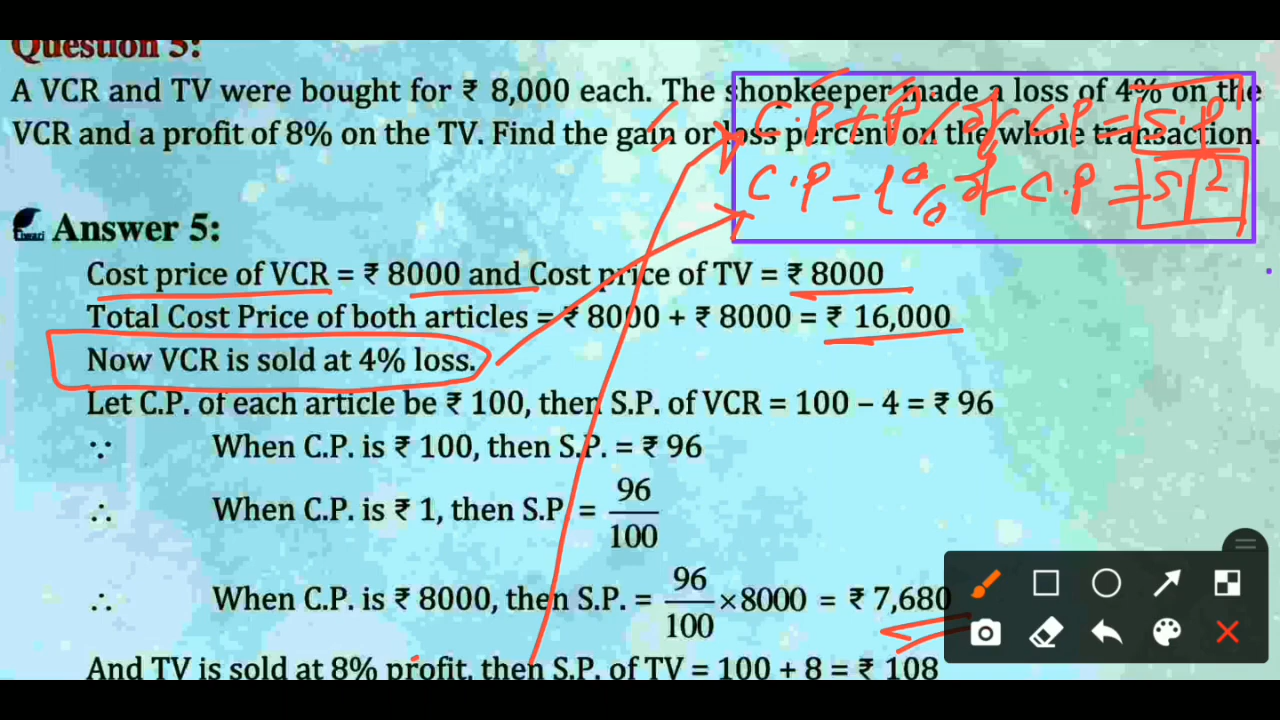 Question 5:
A VCR and TV were bought for ₹ 8,000 each. The shopkeeper made a loss of 4% on the
VCR and a profit of 8% on the TV. Find the gain or loss percent on the whole transaction.
C.P + P% of C.P = S.P
C.P - l% of C.P = S.P
Answer 5:
Cost price of VCR = ₹ 8000 and Cost price of TV = ₹ 8000
Total Cost Price of both articles = ₹ 8000 + ₹ 8000 = ₹ 16,000
Now VCR is sold at 4% loss.
Let C.P. of each article be ₹ 100, then S.P. of VCR = 100 – 4 = ₹ 96
∵ When C.P. is ₹ 100, then S.P. = ₹ 96
∴ When C.P. is ₹ 1, then S.P = 96/100
∴ When C.P. is ₹ 8000, then S.P. = 96/100 ×8000 = ₹ 7,680
And TV is sold at 8% profit, then S.P. of TV = 100 + 8 = ₹ 108